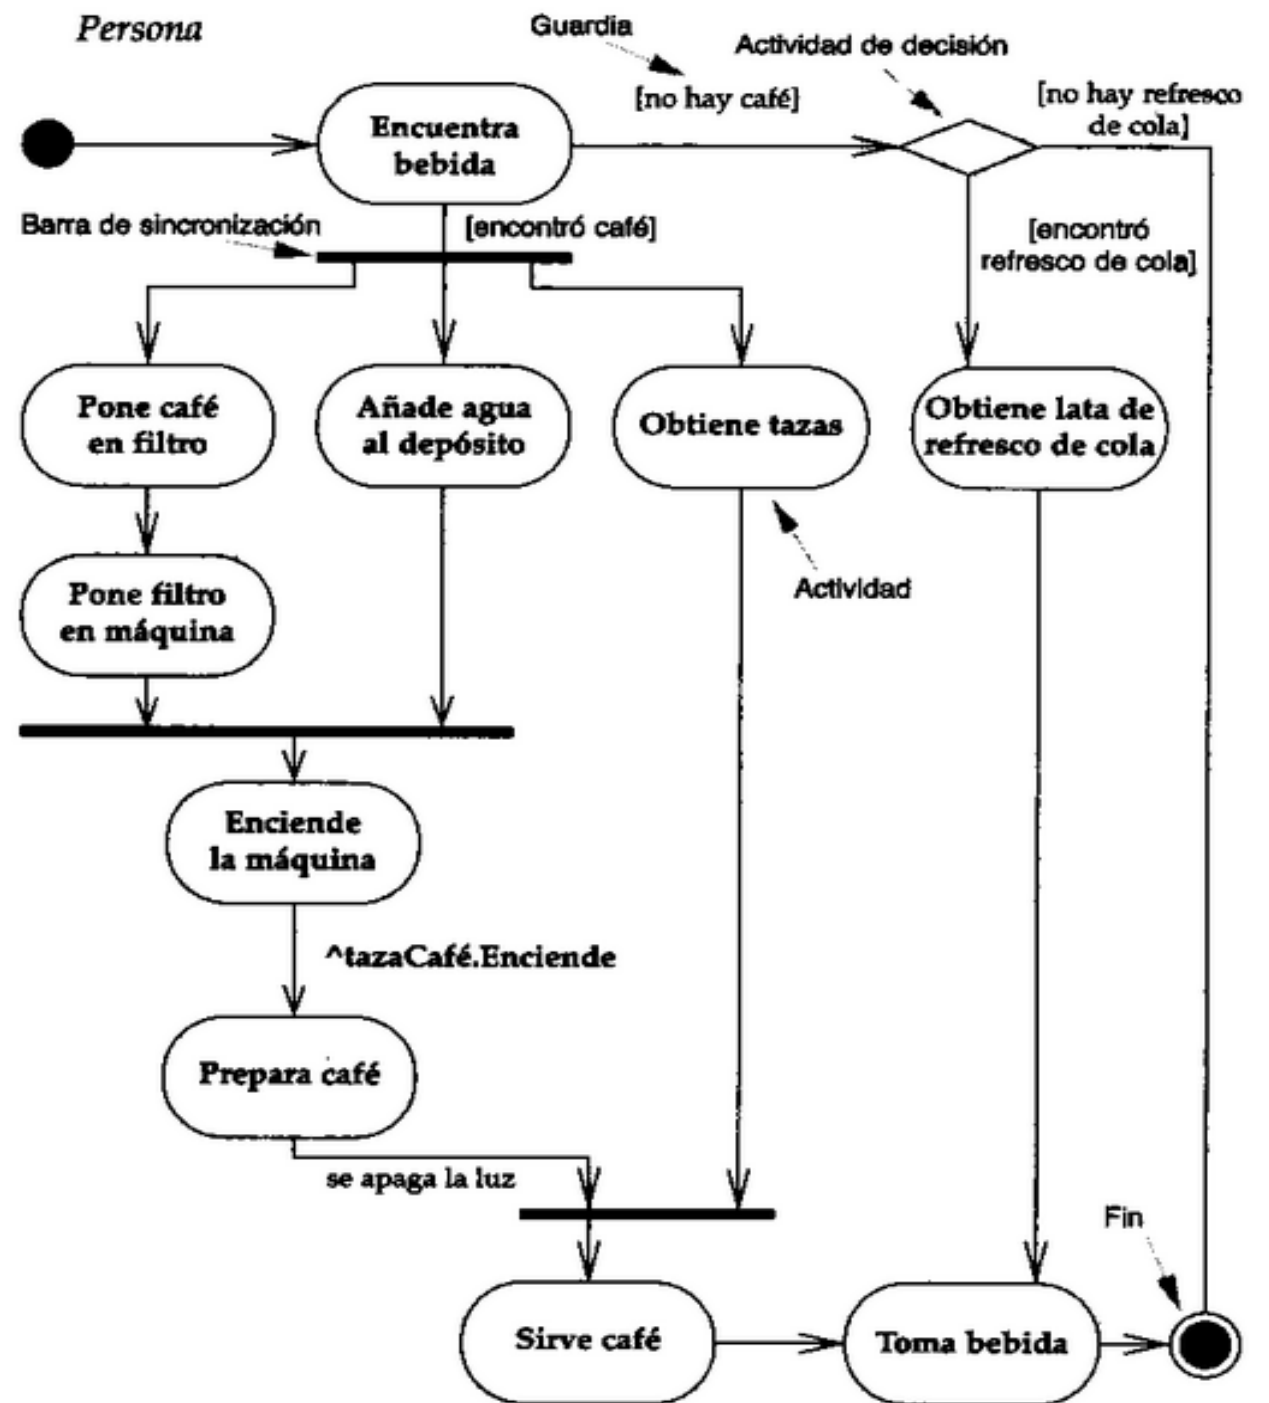 Persona
Guardia
Actividad de decisión
[no hay café]
[no hay refresco
de cola]
Encuentra
bebida
Barra de sincronización
[encontró café]
[encontró
refresco de cola]
Pone café
en filtro
Añade agua
al depósito
Obtiene tazas
Obtiene lata de
refresco de cola
Pone filtro
en máquina
Actividad
Enciende
la máquina
^tazaCafé.Enciende
Prepara café
se apaga la luz
Fin
Sirve café
Toma bebida